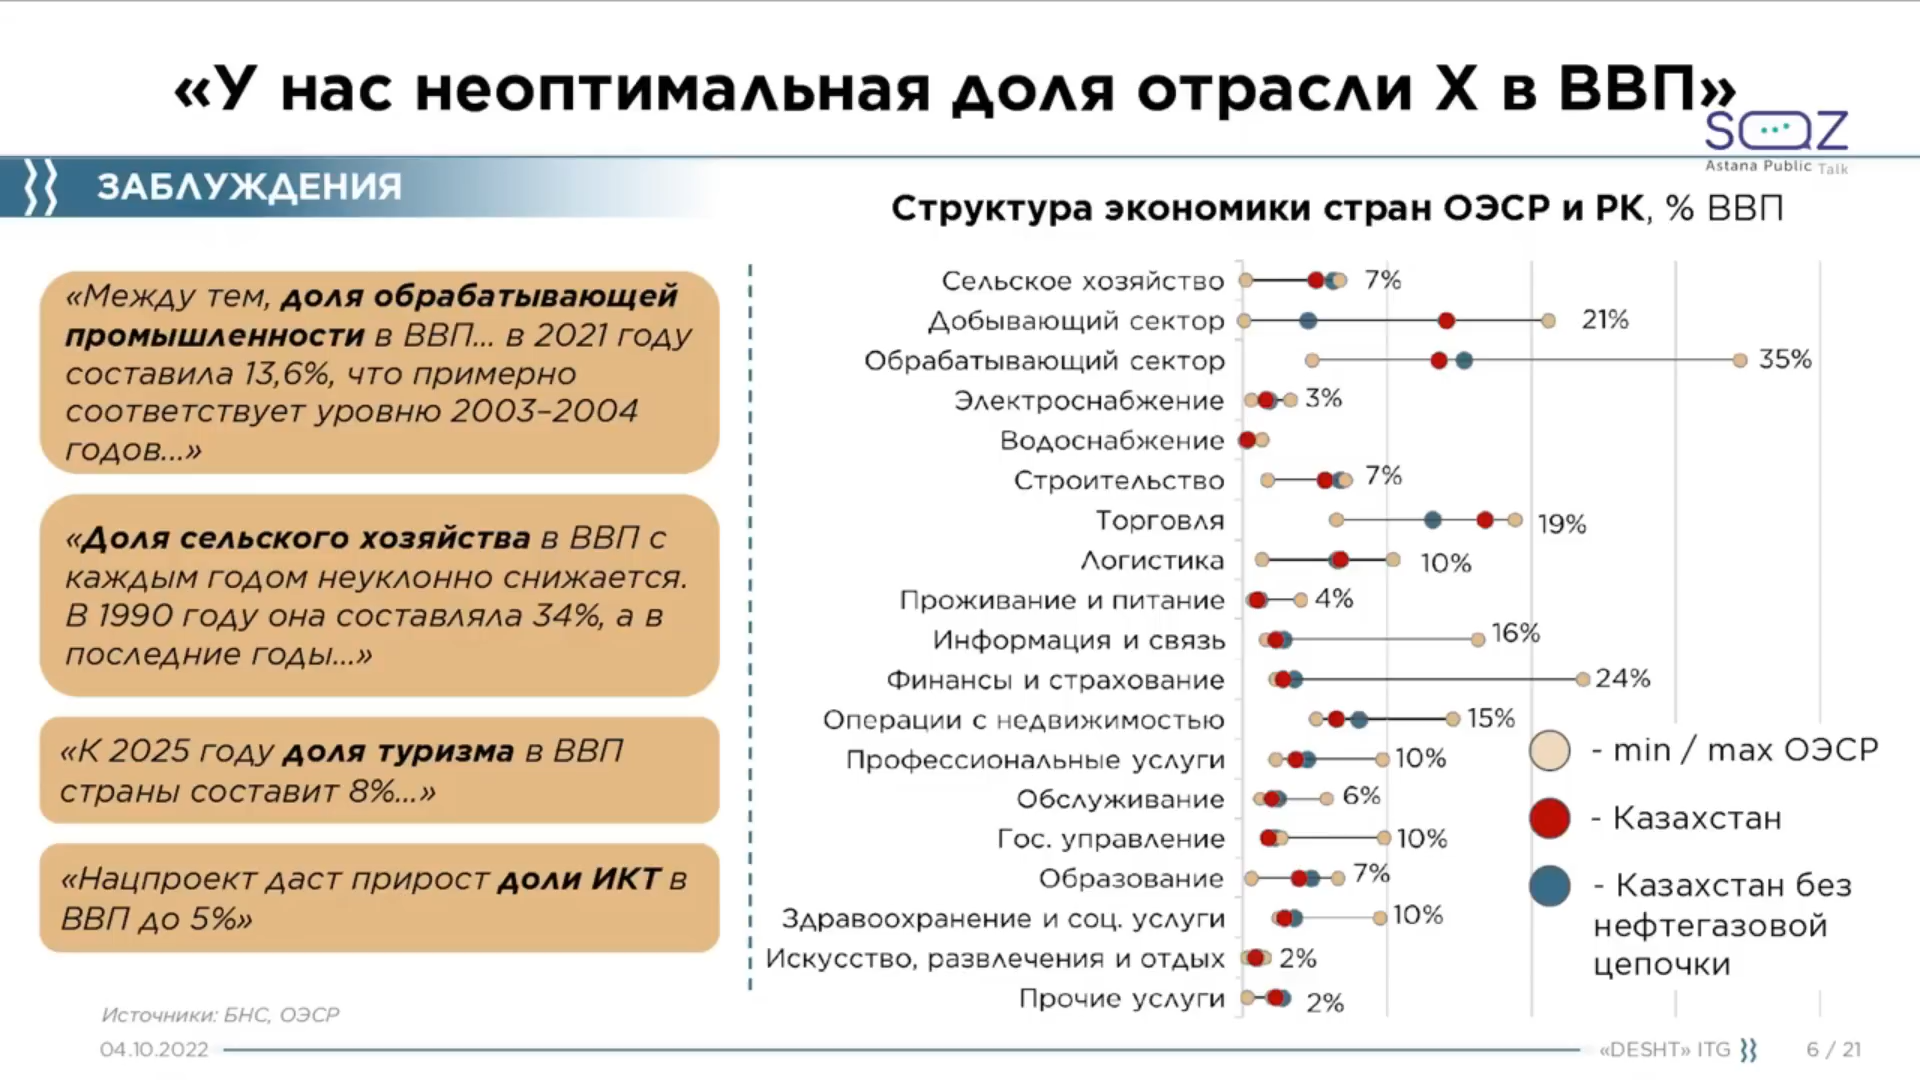 «У нас неоптимальная доля отрасли X в ВВП»
SOZ
Astana Public Talk
ЗАБЛУЖДЕНИЯ
«Между тем, доля обрабатывающей
промышленности в ВВП... в 2021 году
составила 13,6%, что примерно
соответствует уровню 2003–2004
годов...»
«Доля сельского хозяйства в ВВП с
каждым годом неуклонно снижается.
В 1990 году она составляла 34%, а в
последние годы...»
«К 2025 году доля туризма в ВВП
страны составит 8%...»
«Нацпроект даст прирост доли ИКТ в
ВВП до 5%»
Структура экономики стран ОЭСР и РК, % ВВП
Сельское хозяйство 7%
Добывающий сектор 21%
Обрабатывающий сектор 35%
Электроснабжение 3%
Водоснабжение
Строительство 7%
Торговля 19%
Логистика 10%
Проживание и питание 4%
Информация и связь 16%
Финансы и страхование 24%
Операции с недвижимостью 15%
Профессиональные услуги 10%
Обслуживание 6%
Гос. управление 10%
Образование 7%
Здравоохранение и соц. услуги 10%
Искусство, развлечения и отдых 2%
Прочие услуги 2%
- min / max ОЭСР
- Казахстан
- Казахстан без
нефтегазовой
цепочки
Источники: БНС, ОЭСР
04.10.2022
«DESHT» ITG
6 / 21